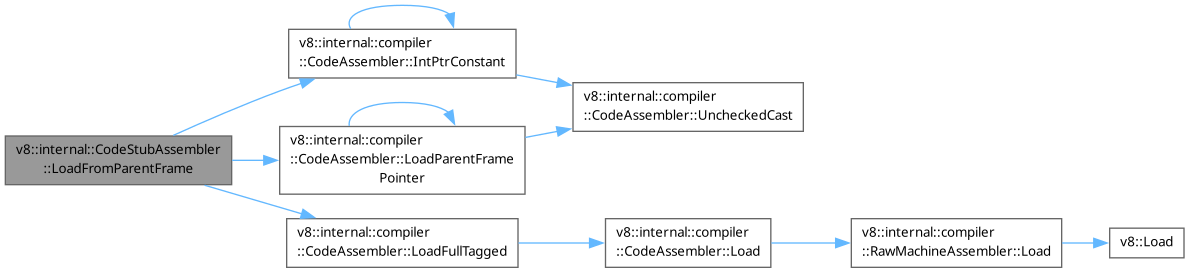 v8::internal::CodeStubAssembler
::LoadFromParentFrame
v8::internal::compiler
::CodeAssembler::IntPtrConstant
v8::internal::compiler
::CodeAssembler::LoadParentFrame
Pointer
v8::internal::compiler
::CodeAssembler::LoadFullTagged
v8::internal::compiler
::CodeAssembler::UncheckedCast
v8::internal::compiler
::CodeAssembler::Load
v8::internal::compiler
::RawMachineAssembler::Load
v8::Load